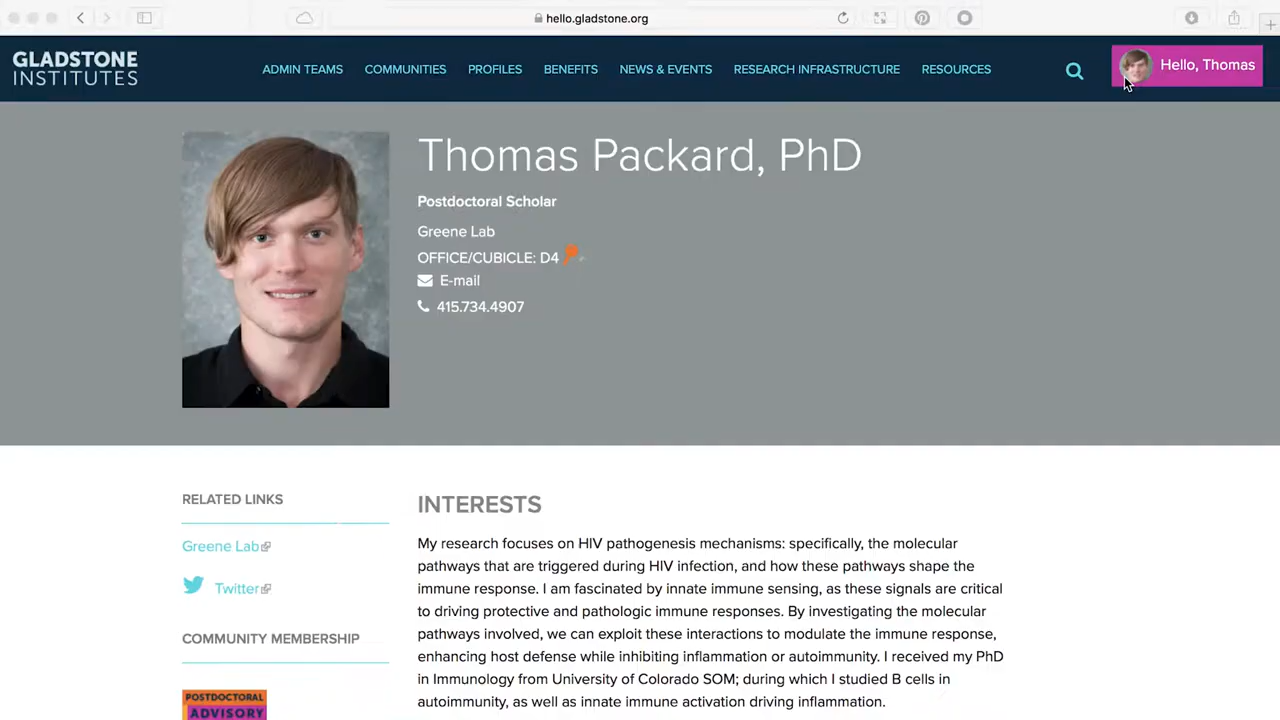 hello.gladstone.org
GLADSTONE
INSTITUTES
ADMIN TEAMS COMMUNITIES PROFILES BENEFITS NEWS & EVENTS RESEARCH INFRASTRUCTURE RESOURCES
Hello, Thomas
Thomas Packard, PhD
Postdoctoral Scholar
Greene Lab
OFFICE/CUBICLE: D4
E-mail
415.734.4907
RELATED LINKS
Greene Lab
Twitter
COMMUNITY MEMBERSHIP
POSTDOCTORAL
ADVISORY
INTERESTS
My research focuses on HIV pathogenesis mechanisms: specifically, the molecular
pathways that are triggered during HIV infection, and how these pathways shape the
immune response. I am fascinated by innate immune sensing, as these signals are critical
to driving protective and pathologic immune responses. By investigating the molecular
pathways involved, we can exploit these interactions to modulate the immune response,
enhancing host defense while inhibiting inflammation or autoimmunity. I received my PhD
in Immunology from University of Colorado SOM; during which I studied B cells in
autoimmunity, as well as innate immune activation driving inflammation.